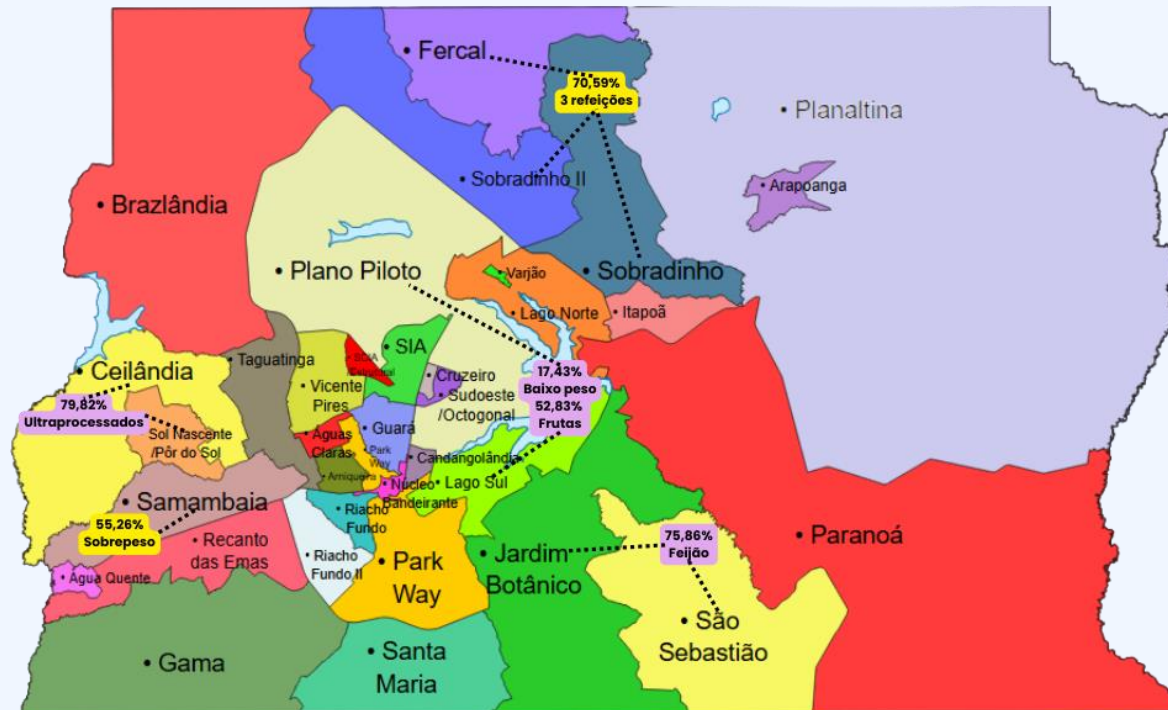 • Fercal
70,59%
3 refeições
• Planaltina
• Sobradinho II
• Arapoanga
• Brazlândia
• Plano Piloto
• Varjão
• Sobradinho
• Lago Norte
• Itapoã
• SIA
• Taguatinga
• SCIA
/Estrutural
• Ceilândia
• Vicente
Pires
• Cruzeiro
• Sudoeste
/Octogonal
17,43%
Baixo peso
52,83%
Frutas
79,82%
Ultraprocessados
Sol Nascente
/Pôr do Sol
• Águas
Claras
• Guará
• Park
Way
• Candangolândia
• Arniqueira
• Núcleo
Bandeirante
• Lago Sul
• Samambaia
55,26%
Sobrepeso
• Riacho
Fundo
• Recanto
das Emas
• Riacho
Fundo II
• Água Quente
• Park
Way
• Jardim
Botânico
75,86%
Feijão
• Paranoá
• São
Sebastião
• Gama
• Santa
Maria